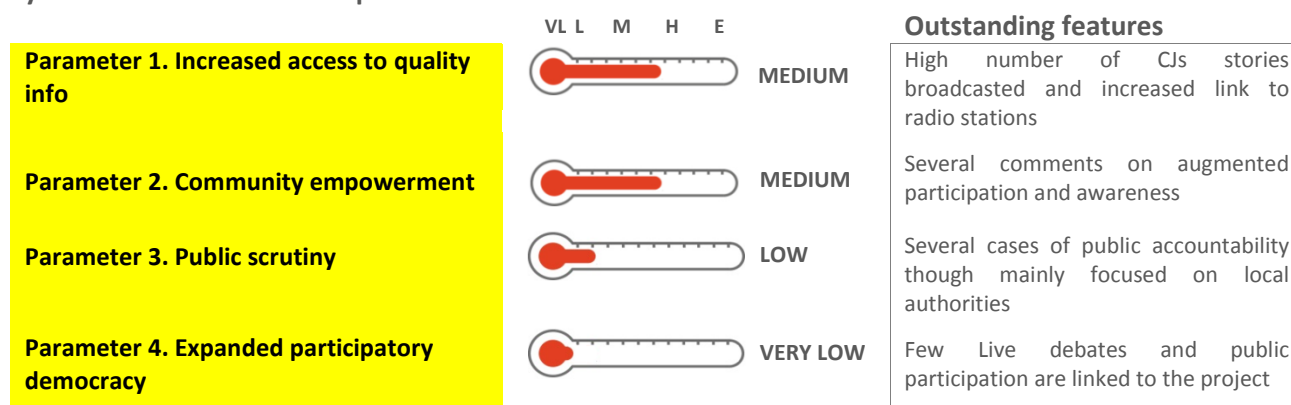 VL L M H E
Outstanding features
Parameter 1. Increased access to quality
info
MEDIUM
High number of CJs stories
broadcasted and increased link to
radio stations
Parameter 2. Community empowerment
MEDIUM
Several comments on augmented
participation and awareness
Parameter 3. Public scrutiny
LOW
Several cases of public accountability
though mainly focused on local
authorities
Parameter 4. Expanded participatory
democracy
VERY LOW
Few Live debates and public
participation are linked to the project